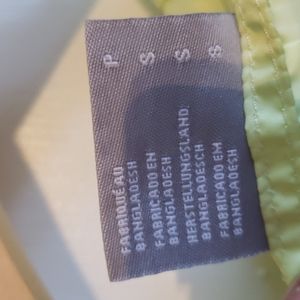 FABRIQUÉ AU
BANGLADESH
FABRICADO EN
BANGLADESH
HERSTELLUNGSLAND:
BANGLADESCH
FABRICADO EM
BANGLADESH
P
S
S
S